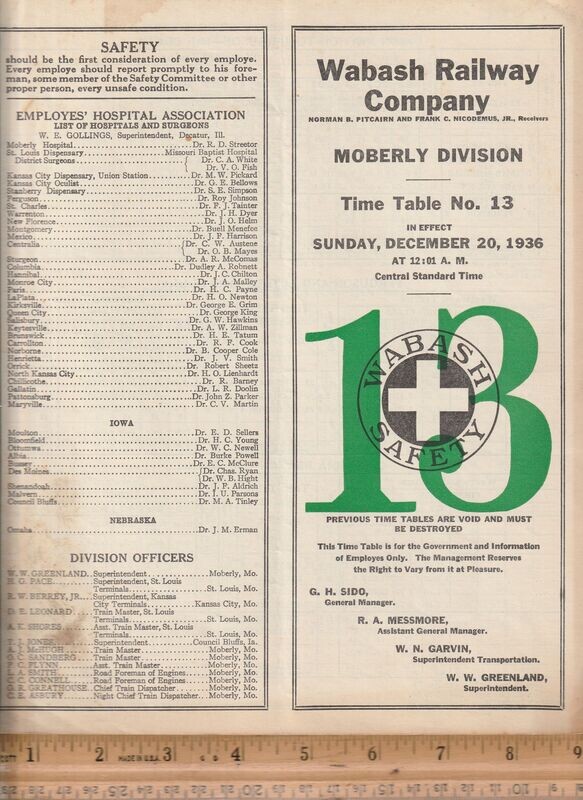 SAFETY
should be the first consideration of every employe.
Every employe should report promptly to his fore-
man, some member of the Safety Committee or other
proper person, every unsafe condition.
EMPLOYES' HOSPITAL ASSOCIATION
LIST OF HOSPITALS AND SURGEONS
W. E. GOLLINGS, Superintendent, Decatur, Ill.
Moberly Hospital Dr. R. D. Streetor
St. Louis Dispensary Missouri Baptist Hospital
District Surgeons Dr. C. A. White
Dr. V. O. Fish
Kansas City Dispensary, Union Station Dr. M. W. Pickard
Kansas City Oculist Dr. G. E. Bellows
Stanberry Dispensary Dr. S. E. Simpson
Ferguson Dr. Roy Johnson
St. Charles Dr. F. J. Tainter
Warrenton Dr. J. H. Dyer
New Florence Dr. J. O. Helm
Montgomery Dr. Buell Menefee
Mexico Dr. J. F. Harrison
Centralia Dr. C. W. Austene
Dr. O. B. Mayes
Sturgeon Dr. A. R. McComas
Columbia Dr. Dudley A. Robnett
Hannibal Dr. J. C. Chilton
Monroe City Dr. J. A. Malley
Paris Dr. H. C. Payne
LaPlata Dr. H. O. Newton
Kirksville Dr. George E. Grim
Queen City Dr. George King
Salisbury Dr. G. W. Hawkins
Keytesville Dr. A. W. Zillman
Brunswick Dr. H. E. Tatum
Carrollton Dr. R. F. Cook
Norborne Dr. B. Cooper Cole
Henrietta Dr. J. V. Smith
Orrick Dr. Robert Sheetz
North Kansas City Dr. H. O. Lienhardt
Chillicothe Dr. R. Barney
Gallatin Dr. L. R. Doolin
Pattonsburg Dr. John Z. Parker
Maryville Dr. C. V. Martin
IOWA
Moulton Dr. E. D. Sellers
Bloomfield Dr. H. C. Young
Ottumwa Dr. W. C. Newell
Albia Dr. Burke Powell
Bussey Dr. E. C. McClure
Des Moines Dr. Chas. Ryan
Dr. W. B. Hight
Shenandoah Dr. J. F. Aldrich
Malvern Dr. J. U. Parsons
Council Bluffs Dr. M. A. Tinley
NEBRASKA
Omaha Dr. J. M. Erman
DIVISION OFFICERS
W. W. GREENLAND Superintendent Moberly, Mo.
H. G. PACE Superintendent, St. Louis
Terminals St. Louis, Mo.
R. W. BERREY, JR. Superintendent, Kansas
City Terminals Kansas City, Mo.
D. E. LEONARD Train Master, St. Louis
Terminals St. Louis, Mo.
A. K. SHORES Asst. Train Master, St. Louis
Terminals St. Louis, Mo.
T. J. JONES Superintendent Council Bluffs, Ia.
A. J. McHUGH Train Master Moberly, Mo.
O. C. SANDBERG Train Master Moberly, Mo.
P. C. FLYNN Asst. Train Master Moberly, Mo.
L. A. SMITH Road Foreman of Engines Moberly, Mo.
C. C. CONNELL Road Foreman of Engines Moberly, Mo.
G. R. GREATHOUSE Chief Train Dispatcher Moberly, Mo.
C. E. ASBURY Night Chief Train Dispatcher Moberly, Mo.
Wabash Railway
Company
NORMAN B. PITCAIRN AND FRANK C. NICODEMUS, JR., Receivers
MOBERLY DIVISION
Time Table No. 13
IN EFFECT
SUNDAY, DECEMBER 20, 1936
AT 12:01 A. M.
Central Standard Time
13
WABASH
SAFETY
PREVIOUS TIME TABLES ARE VOID AND MUST
BE DESTROYED
This Time Table is for the Government and Information
of Employes Only. The Management Reserves
the Right to Vary from it at Pleasure.
G. H. SIDO,
General Manager.
R. A. MESSMORE,
Assistant General Manager.
W. N. GARVIN,
Superintendent Transportation.
W. W. GREENLAND,
Superintendent.
1 2 MADE IN U.S.A. 3 4 5 6 7 8 9